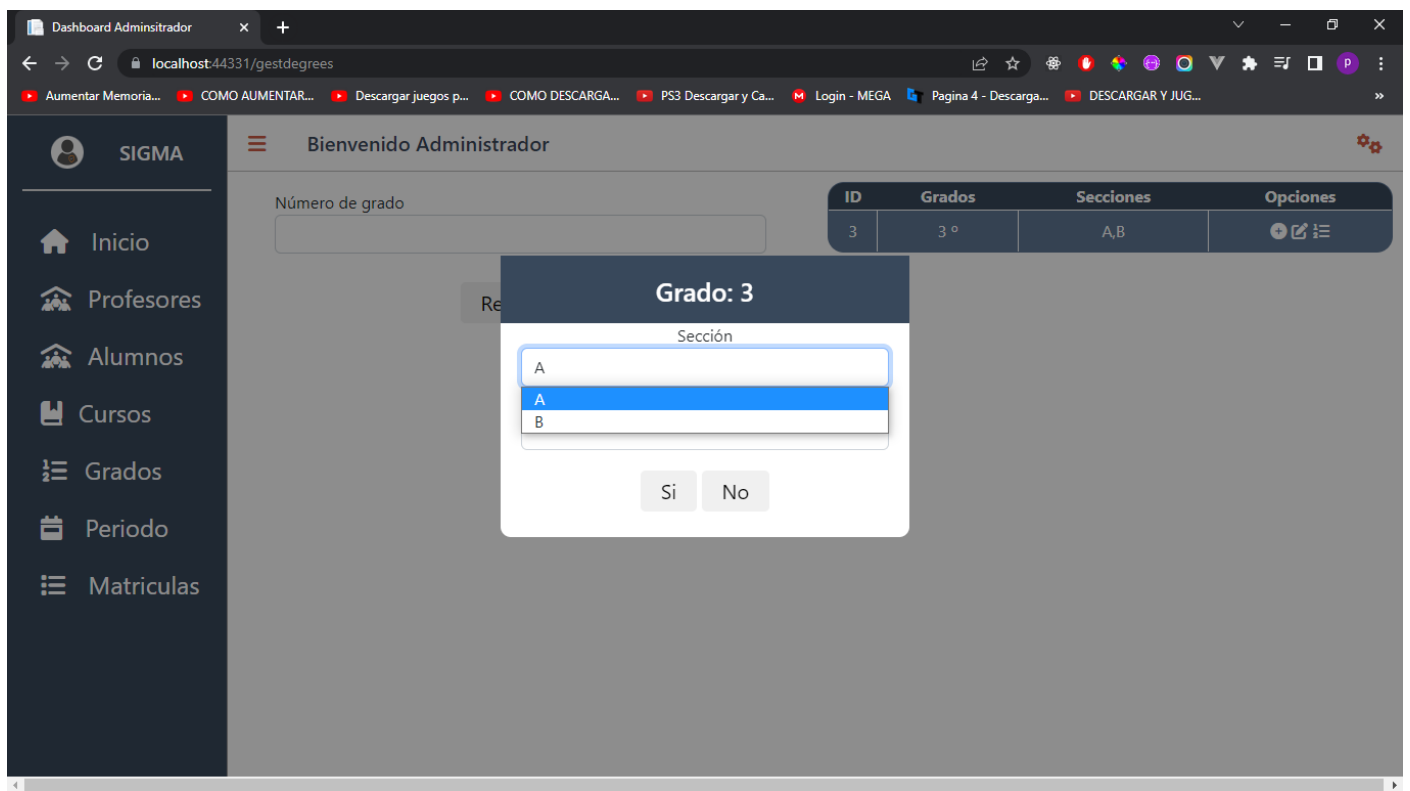 Dashboard Adminsitrador
localhost:44331/gestdegrees
P
Aumentar Memoria... COMO AUMENTAR... Descargar juegos p... COMO DESCARGA... PS3 Descargar y Ca... Login - MEGA Pagina 4 - Descarga... DESCARGAR Y JUG... »
SIGMA
Bienvenido Administrador
Inicio
Profesores
Alumnos
Cursos
Grados
Periodo
Matriculas
Número de grado
Re
ID Grados Secciones Opciones
3 3 º A,B
Grado: 3
Sección
A
A
B
Si No